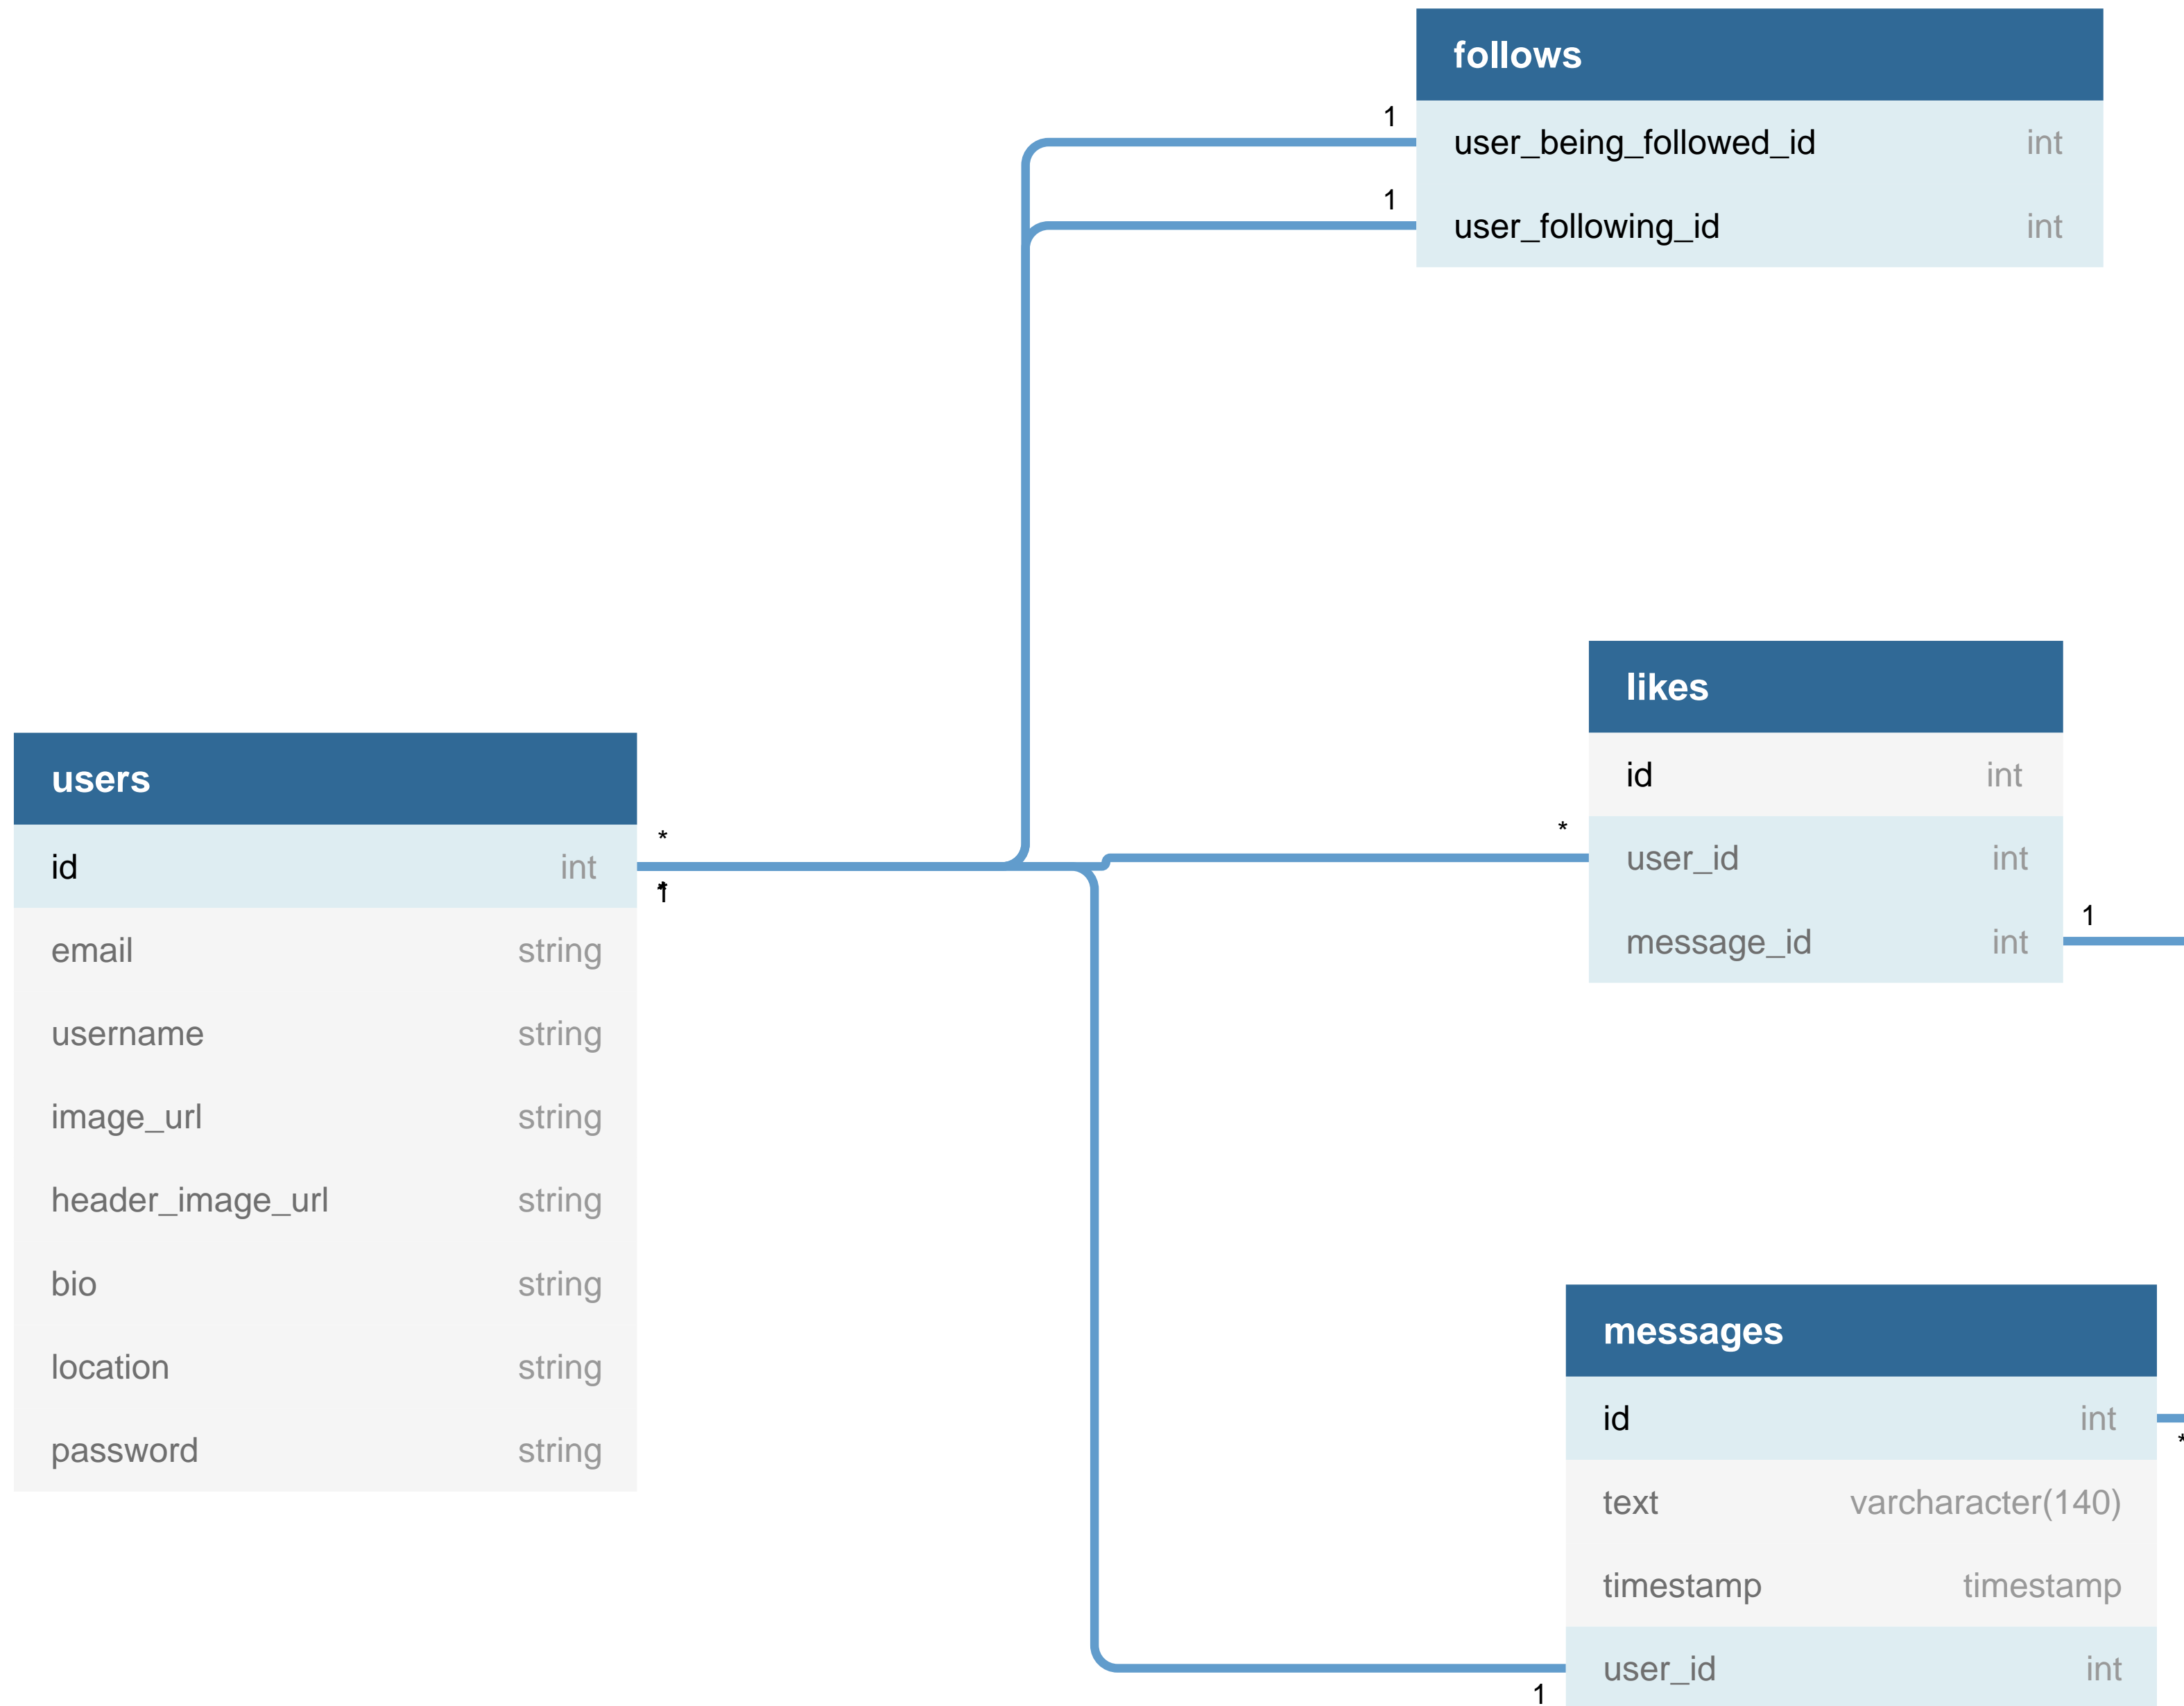 follows
1
user_being_followed_id int
1
user_following_id int
likes
id int
* user_id int
message_id int 1
users
*
id int
* 1
email string
username string
image_url string
header_image_url string
bio string
location string
password string
messages
id int
*
text varcharacter(140)
timestamp timestamp
user_id int
1